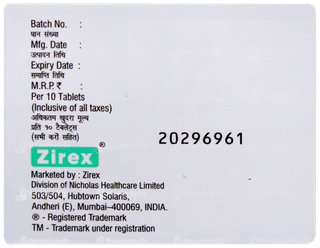 Batch No. :
धान संख्या
Mfg. Date :
उत्पादन तिथि
Expiry Date :
समाप्ति तिथि
M.R.P. ₹ :
Per 10 Tablets
(Inclusive of all taxes)
अधिकतम खुदरा मूल्य
प्रति १० टैबलेट्स
(सभी करों सहित)
20296961
Zirex®
Marketed by : Zirex
Division of Nicholas Healthcare Limited
503/504, Hubtown Solaris,
Andheri (E), Mumbai–400069, INDIA.
® - Registered Trademark
TM - Trademark under registration